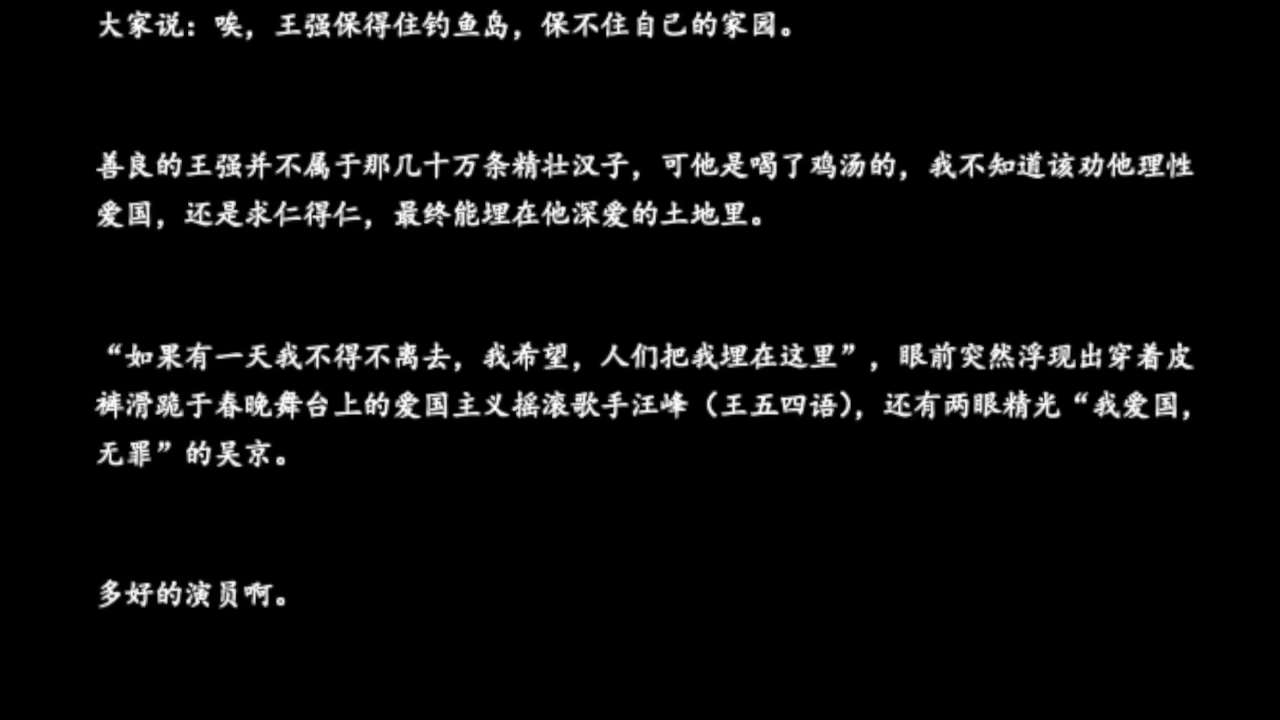 大家说：唉，王强保得住钓鱼岛，保不住自己的家园。
善良的王强并不属于那几十万条精壮汉子，可他是喝了鸡汤的，我不知道该劝他理性
爱国，还是求仁得仁，最终能埋在他深爱的土地里。
“如果有一天我不得不离去，我希望，人们把我埋在这里”，眼前突然浮现出穿着皮
裤滑跪于春晚舞台上的爱国主义摇滚歌手汪峰（王五四语），还有两眼精光“我爱国，
无罪”的吴京。
多好的演员啊。